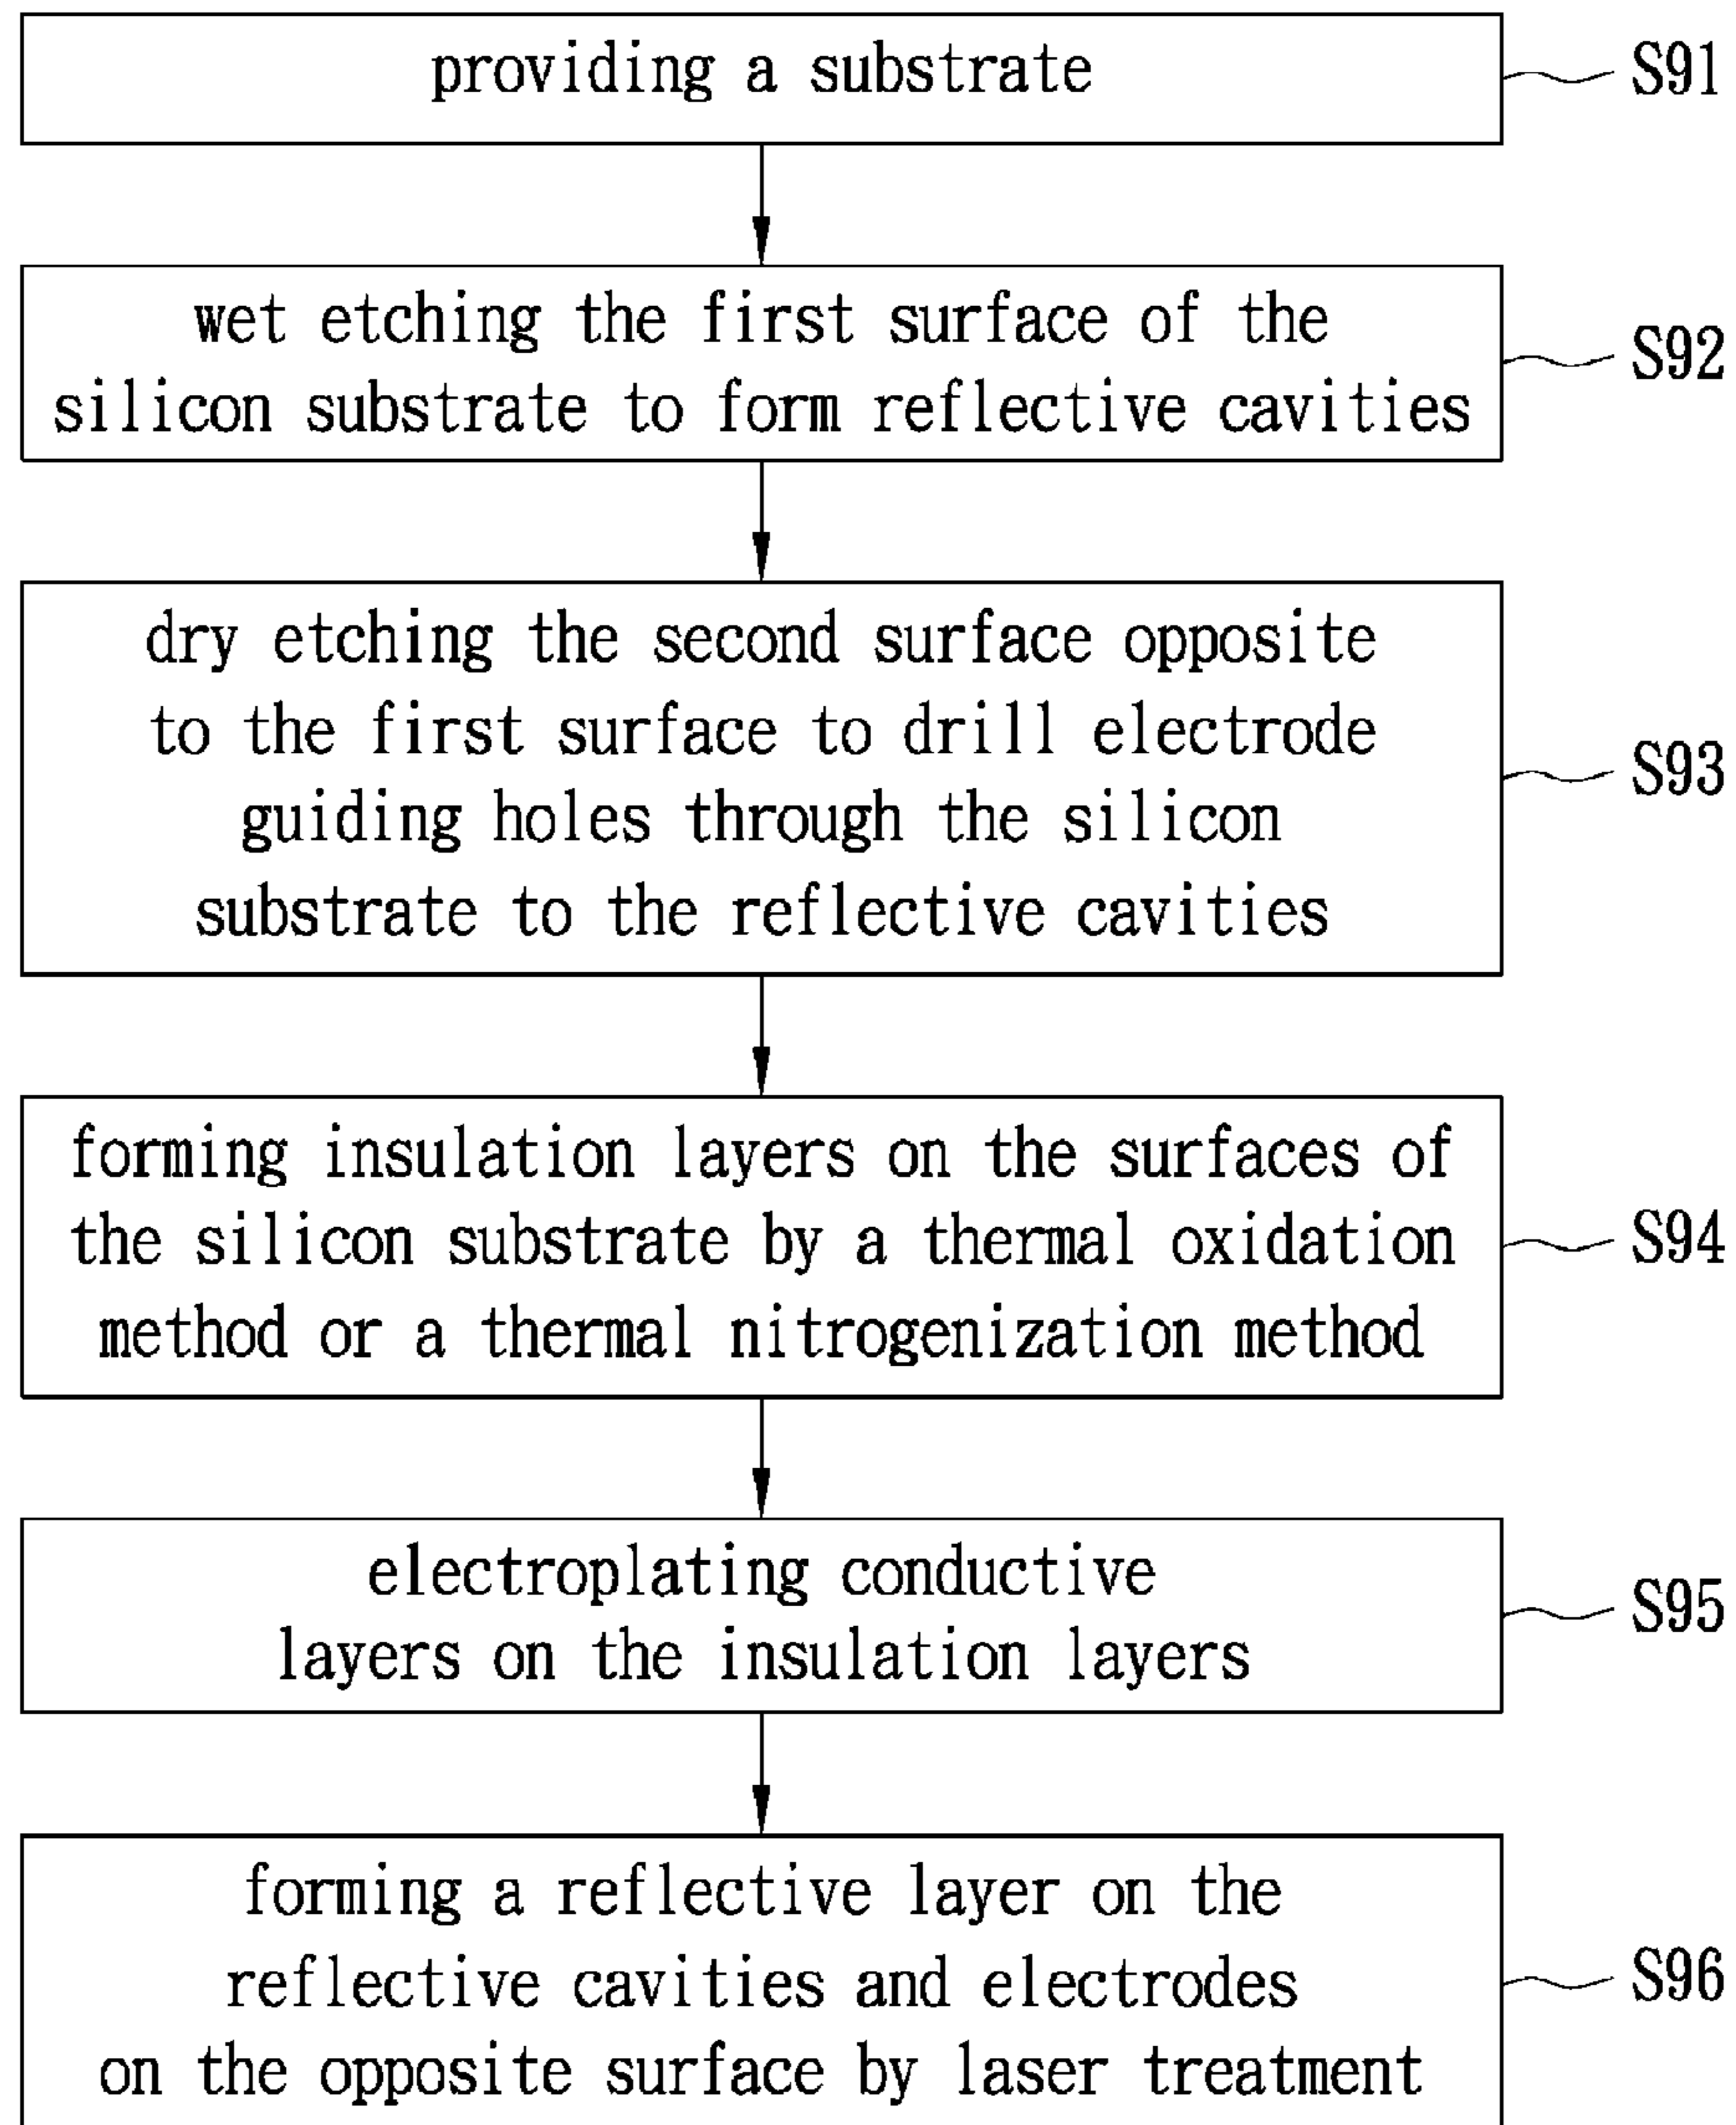 providing a substrate
S91
wet etching the first surface of the
silicon substrate to form reflective cavities
S92
dry etching the second surface opposite
to the first surface to drill electrode
guiding holes through the silicon
substrate to the reflective cavities
S93
forming insulation layers on the surfaces of
the silicon substrate by a thermal oxidation
method or a thermal nitrogenization method
S94
electroplating conductive
layers on the insulation layers
S95
forming a reflective layer on the
reflective cavities and electrodes
on the opposite surface by laser treatment
S96